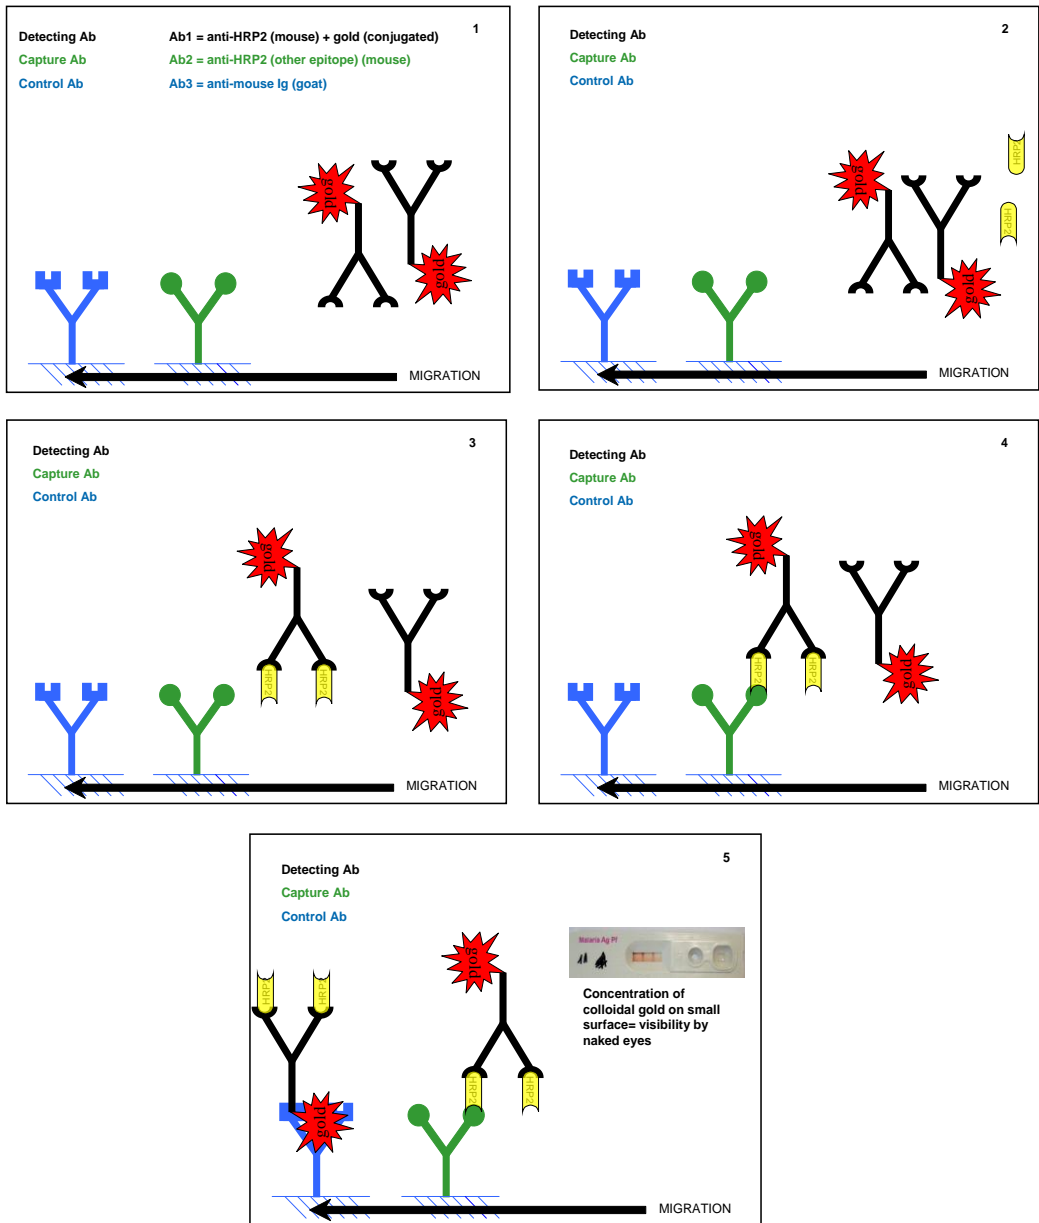 1
Detecting Ab Ab1 = anti-HRP2 (mouse) + gold (conjugated)
Capture Ab Ab2 = anti-HRP2 (other epitope) (mouse)
Control Ab Ab3 = anti-mouse Ig (goat)
gold
gold
MIGRATION
2
Detecting Ab
Capture Ab
Control Ab
HRP2
HRP2
gold
gold
MIGRATION
3
Detecting Ab
Capture Ab
Control Ab
gold
HRP2
HRP2
gold
MIGRATION
4
Detecting Ab
Capture Ab
Control Ab
gold
HRP2
HRP2
gold
MIGRATION
5
Detecting Ab
Capture Ab
Control Ab
gold
Malaria Ag Pf
HRP2
HRP2
Concentration of
colloidal gold on small
surface= visibility by
naked eyes
HRP2
HRP2
gold
MIGRATION